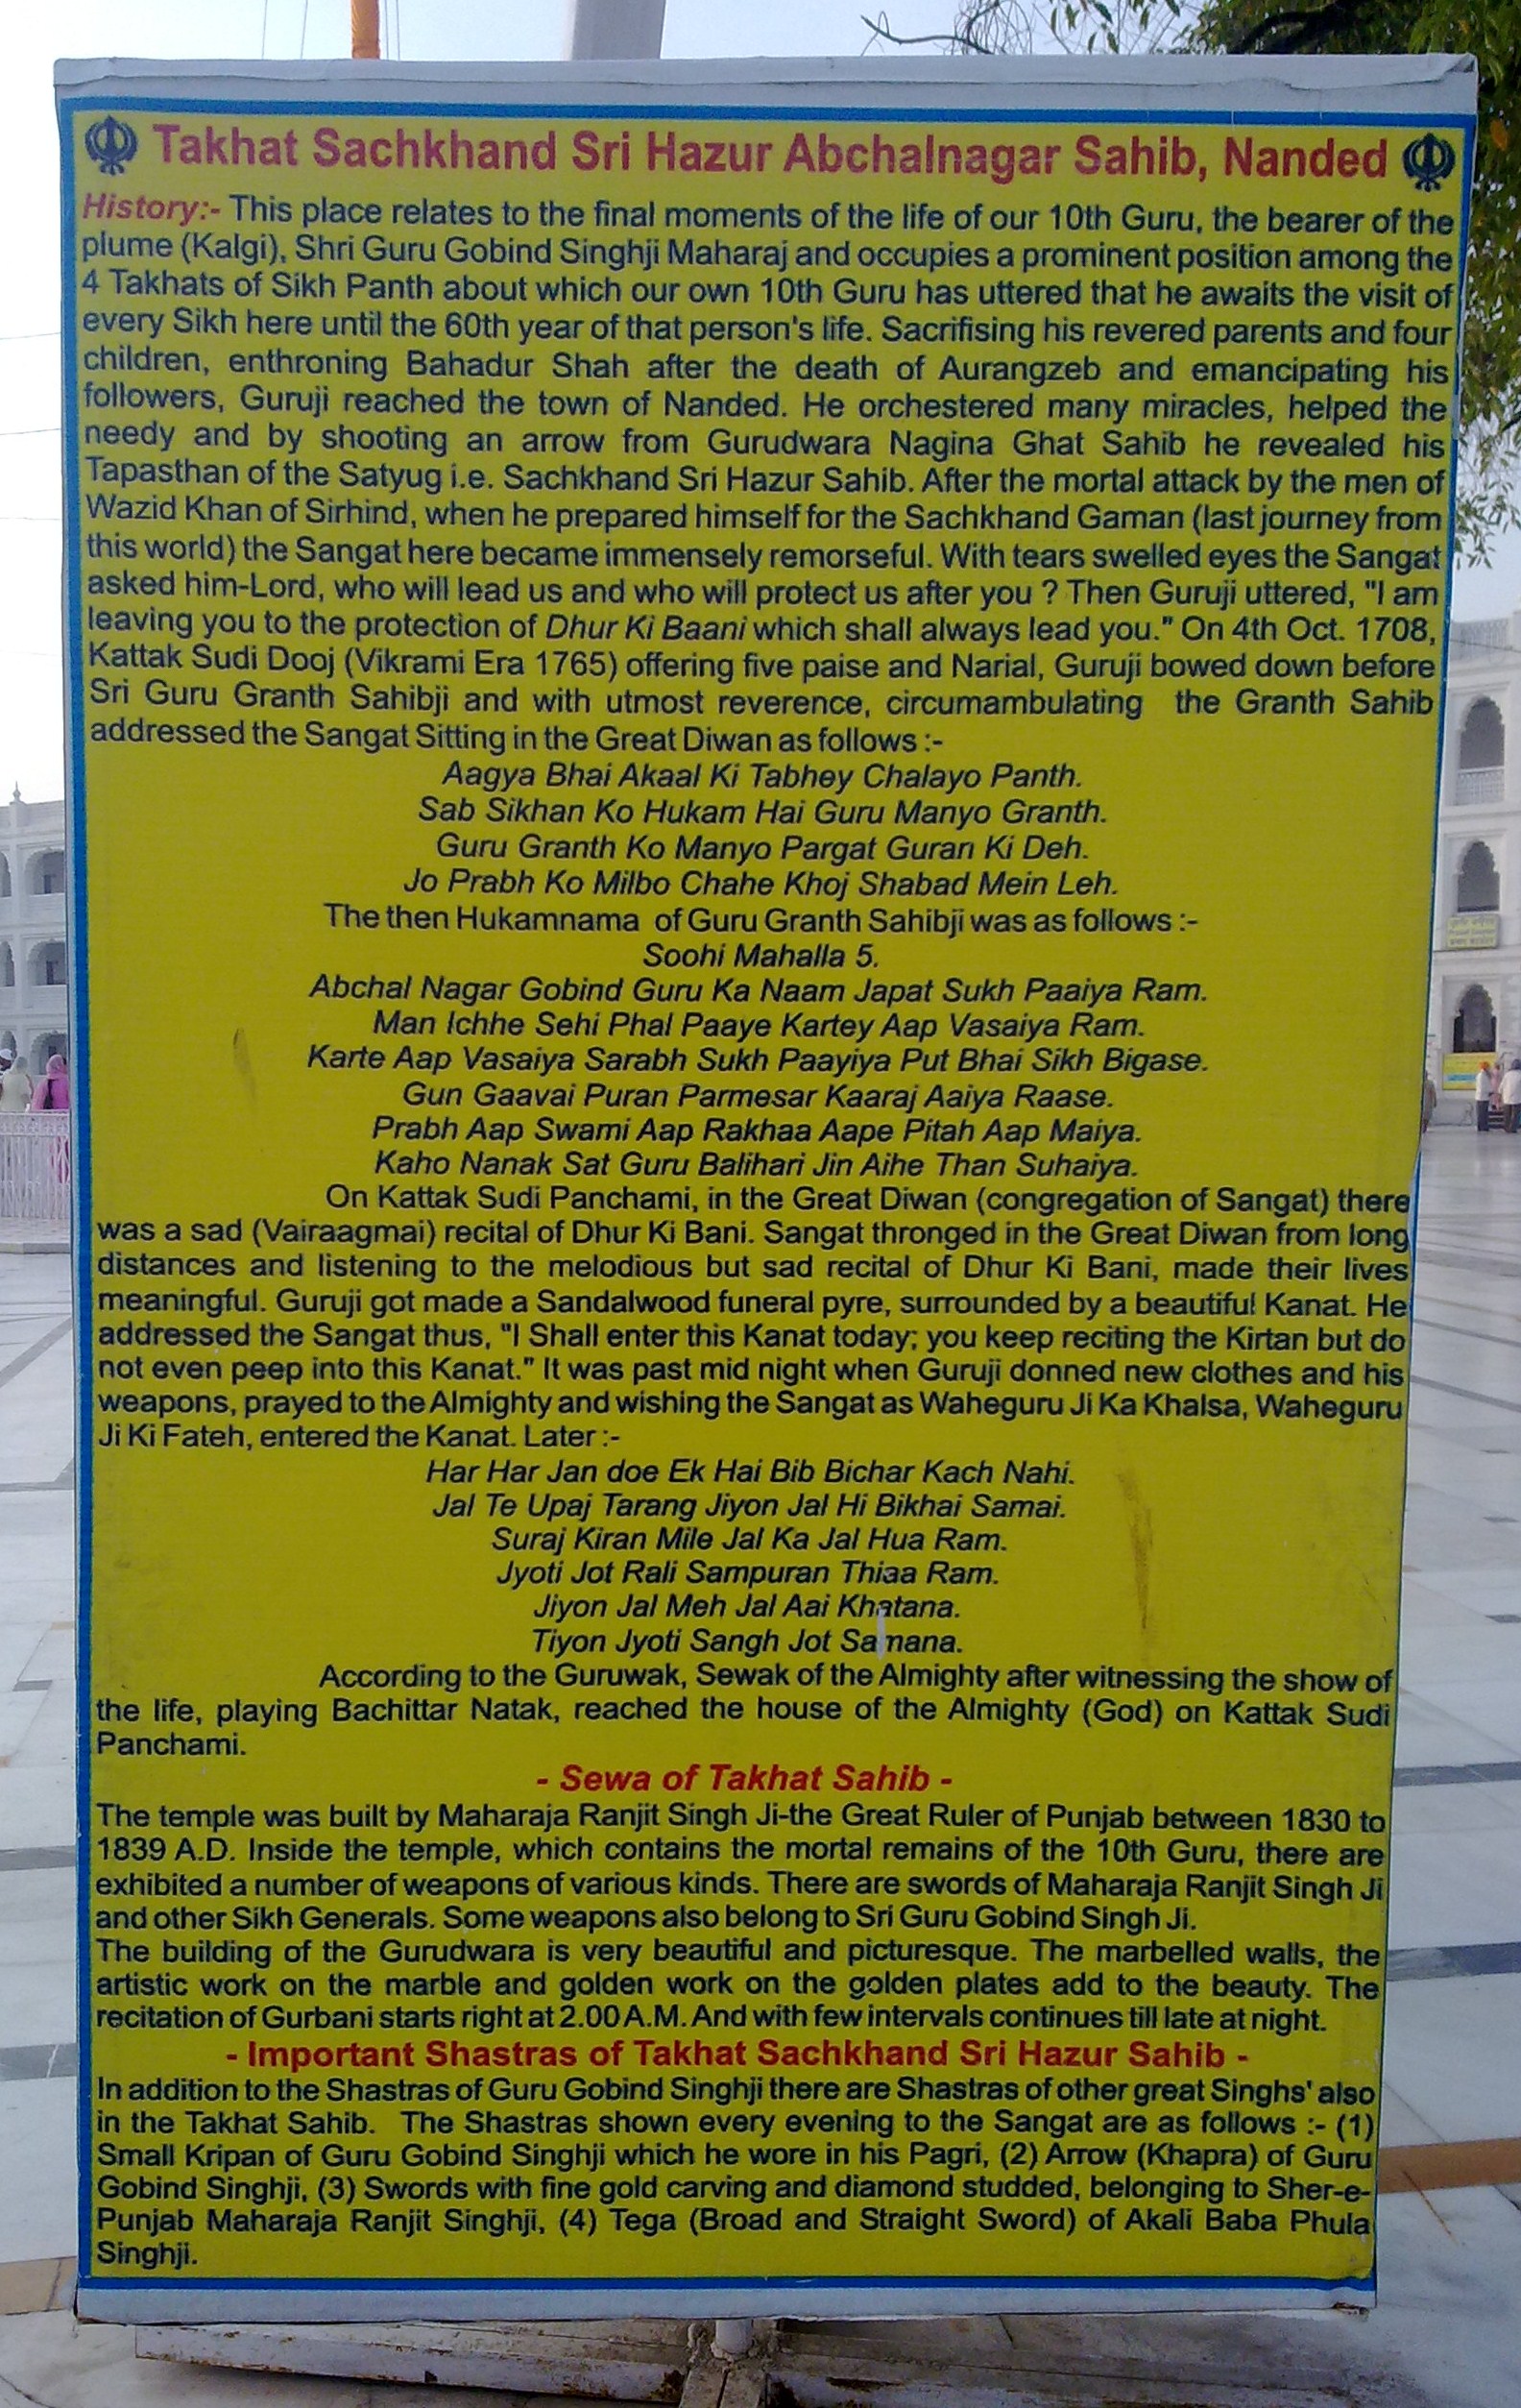 Takhat Sachkhand Sri Hazur Abchalnagar Sahib, Nanded
History:- This place relates to the final moments of the life of our 10th Guru, the bearer of the
plume (Kalgi), Shri Guru Gobind Singhji Maharaj and occupies a prominent position among the
4 Takhats of Sikh Panth about which our own 10th Guru has uttered that he awaits the visit of
every Sikh here until the 60th year of that person's life. Sacrifising his revered parents and four
children, enthroning Bahadur Shah after the death of Aurangzeb and emancipating his
followers, Guruji reached the town of Nanded. He orchestered many miracles, helped the
needy and by shooting an arrow from Gurudwara Nagina Ghat Sahib he revealed his
Tapasthan of the Satyug i.e. Sachkhand Sri Hazur Sahib. After the mortal attack by the men of
Wazid Khan of Sirhind, when he prepared himself for the Sachkhand Gaman (last journey from
this world) the Sangat here became immensely remorseful. With tears swelled eyes the Sangat
asked him-Lord, who will lead us and who will protect us after you ? Then Guruji uttered, "I am
leaving you to the protection of Dhur Ki Baani which shall always lead you." On 4th Oct. 1708,
Kattak Sudi Dooj (Vikrami Era 1765) offering five paise and Narial, Guruji bowed down before
Sri Guru Granth Sahibji and with utmost reverence, circumambulating the Granth Sahib
addressed the Sangat Sitting in the Great Diwan as follows :-
Aagya Bhai Akaal Ki Tabhey Chalayo Panth.
Sab Sikhan Ko Hukam Hai Guru Manyo Granth.
Guru Granth Ko Manyo Pargat Guran Ki Deh.
Jo Prabh Ko Milbo Chahe Khoj Shabad Mein Leh.
The then Hukamnama of Guru Granth Sahibji was as follows :-
Soohi Mahalla 5.
Abchal Nagar Gobind Guru Ka Naam Japat Sukh Paaiya Ram.
Man Ichhe Sehi Phal Paaye Kartey Aap Vasaiya Ram.
Karte Aap Vasaiya Sarabh Sukh Paayiya Put Bhai Sikh Bigase.
Gun Gaavai Puran Parmesar Kaaraj Aaiya Raase.
Prabh Aap Swami Aap Rakhaa Aape Pitah Aap Maiya.
Kaho Nanak Sat Guru Balihari Jin Aihe Than Suhaiya.
On Kattak Sudi Panchami, in the Great Diwan (congregation of Sangat) there
was a sad (Vairaagmai) recital of Dhur Ki Bani. Sangat thronged in the Great Diwan from long
distances and listening to the melodious but sad recital of Dhur Ki Bani, made their lives
meaningful. Guruji got made a Sandalwood funeral pyre, surrounded by a beautiful Kanat. He
addressed the Sangat thus, "I Shall enter this Kanat today; you keep reciting the Kirtan but do
not even peep into this Kanat." It was past mid night when Guruji donned new clothes and his
weapons, prayed to the Almighty and wishing the Sangat as Waheguru Ji Ka Khalsa, Waheguru
Ji Ki Fateh, entered the Kanat. Later :-
Har Har Jan doe Ek Hai Bib Bichar Kach Nahi.
Jal Te Upaj Tarang Jiyon Jal Hi Bikhai Samai.
Suraj Kiran Mile Jal Ka Jal Hua Ram.
Jyoti Jot Rali Sampuran Thiaa Ram.
Jiyon Jal Meh Jal Aai Khatana.
Tiyon Jyoti Sangh Jot Samana.
According to the Guruwak, Sewak of the Almighty after witnessing the show of
the life, playing Bachittar Natak, reached the house of the Almighty (God) on Kattak Sudi
Panchami.
- Sewa of Takhat Sahib -
The temple was built by Maharaja Ranjit Singh Ji-the Great Ruler of Punjab between 1830 to
1839 A.D. Inside the temple, which contains the mortal remains of the 10th Guru, there are
exhibited a number of weapons of various kinds. There are swords of Maharaja Ranjit Singh Ji
and other Sikh Generals. Some weapons also belong to Sri Guru Gobind Singh Ji.
The building of the Gurudwara is very beautiful and picturesque. The marbelled walls, the
artistic work on the marble and golden work on the golden plates add to the beauty. The
recitation of Gurbani starts right at 2.00 A.M. And with few intervals continues till late at night.
- Important Shastras of Takhat Sachkhand Sri Hazur Sahib -
In addition to the Shastras of Guru Gobind Singhji there are Shastras of other great Singhs' also
in the Takhat Sahib. The Shastras shown every evening to the Sangat are as follows :- (1)
Small Kripan of Guru Gobind Singhji which he wore in his Pagri, (2) Arrow (Khapra) of Guru
Gobind Singhji, (3) Swords with fine gold carving and diamond studded, belonging to Sher-e-
Punjab Maharaja Ranjit Singhji, (4) Tega (Broad and Straight Sword) of Akali Baba Phula
Singhji.